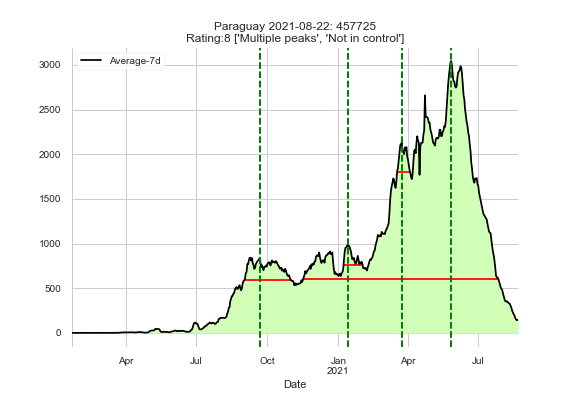 Paraguay 2021-08-22: 457725
Rating:8 ['Multiple peaks', 'Not in control']
Average-7d
3000
2500
2000
1500
1000
500
0
Apr
Jul
Oct
Jan
2021
Apr
Jul
Date